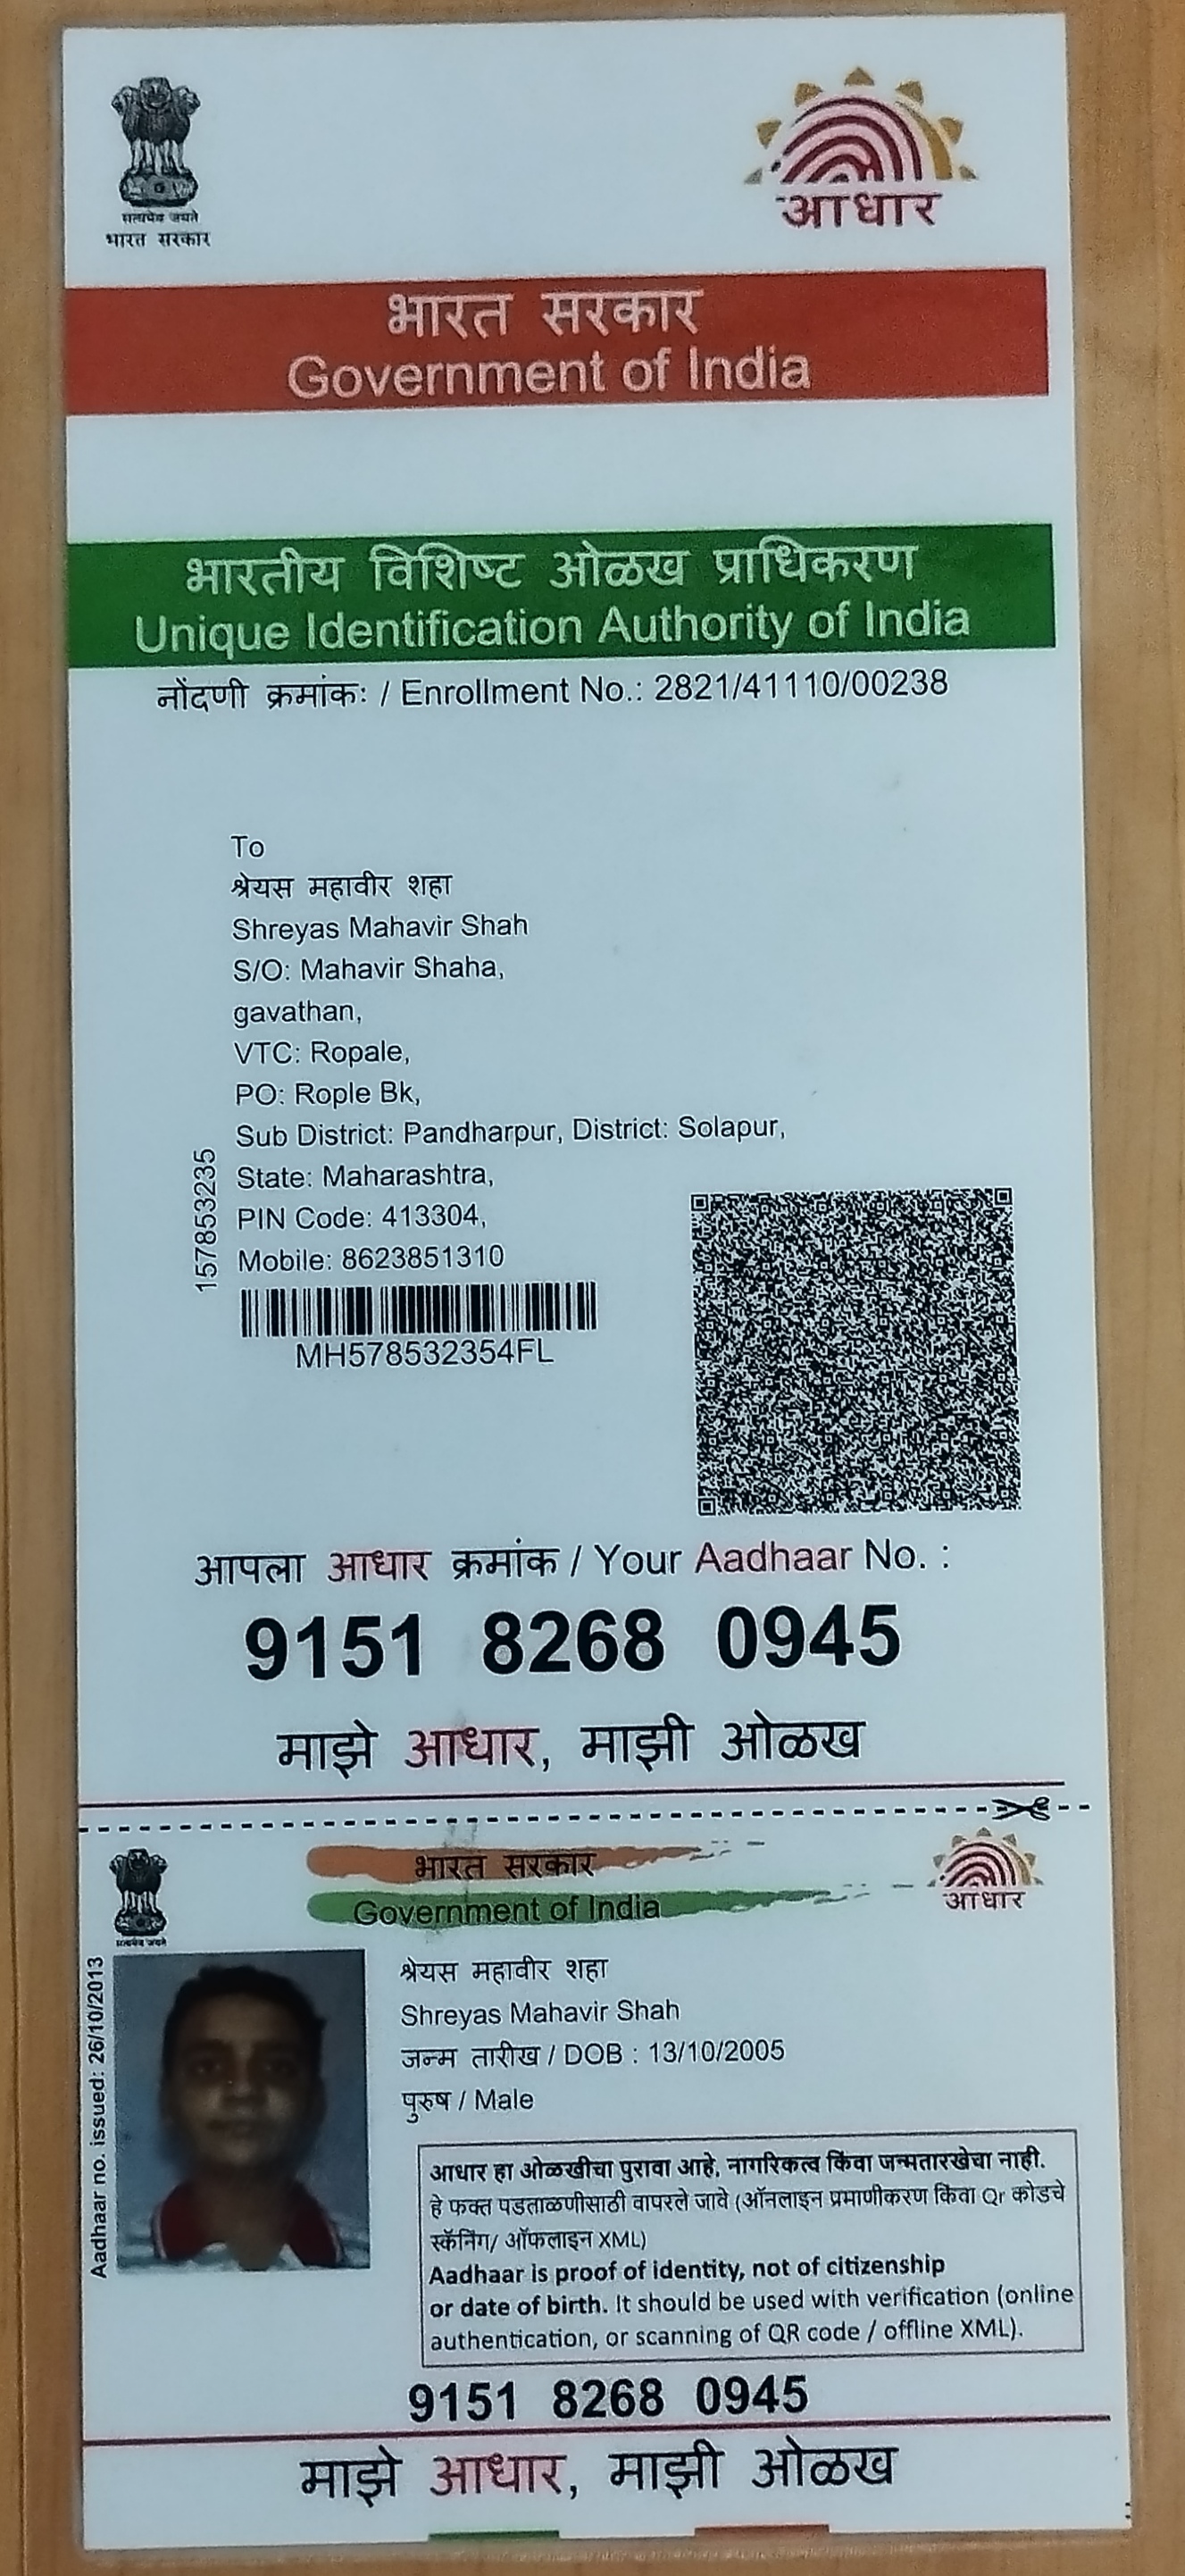 सत्यमेव जयते
भारत सरकार
आधार
भारत सरकार
Government of India
भारतीय विशिष्ट ओळख प्राधिकरण
Unique Identification Authority of India
नोंदणी क्रमांक: / Enrollment No.: 2821/41110/00238
To
श्रेयस महावीर शहा
Shreyas Mahavir Shah
S/O: Mahavir Shaha,
gavathan,
VTC: Ropale,
PO: Rople Bk,
Sub District: Pandharpur, District: Solapur,
State: Maharashtra,
PIN Code: 413304,
Mobile: 8623851310
157853235
MH578532354FL
आपला आधार क्रमांक / Your Aadhaar No. :
9151 8268 0945
माझे आधार, माझी ओळख
भारत सरकार
Government of India
सत्यमेव जयते
आधार
Aadhaar no. issued: 26/10/2013
श्रेयस महावीर शहा
Shreyas Mahavir Shah
जन्म तारीख / DOB : 13/10/2005
पुरुष / Male
आधार हा ओळखीचा पुरावा आहे, नागरिकत्व किंवा जन्मतारखेचा नाही.
हे फक्त पडताळणीसाठी वापरले जावे (ऑनलाइन प्रमाणीकरण किंवा Qr कोडचे
स्कॅनिंग/ ऑफलाइन XML)
Aadhaar is proof of identity, not of citizenship
or date of birth. It should be used with verification (online
authentication, or scanning of QR code / offline XML).
9151 8268 0945
माझे आधार, माझी ओळख